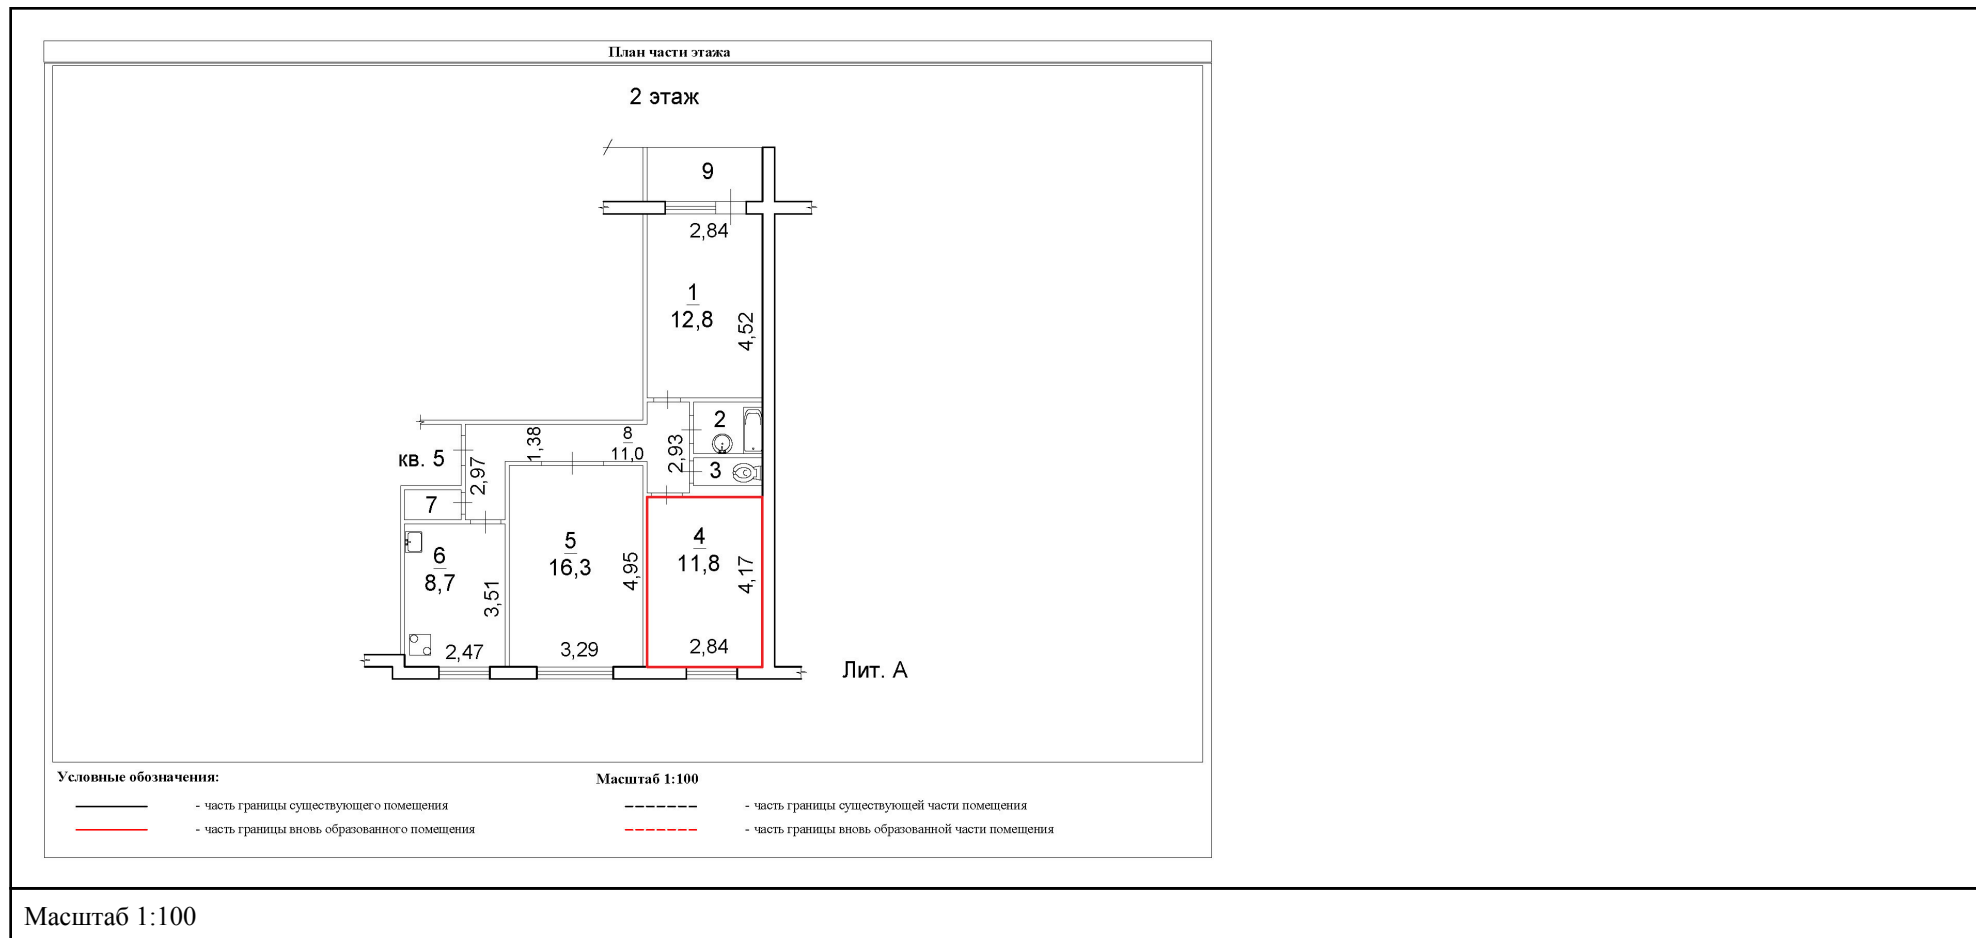 План части этажа
2 этаж
9
2,84
1
12,8
4,52
2
8
11,0
1,38
2,93
кв. 5
2,97
3
7
4
11,8
4,17
5
16,3
4,95
6
8,7
3,51
2,47
3,29
2,84
Лит. А
Условные обозначения:
Масштаб 1:100
- часть границы существующего помещения
- часть границы существующей части помещения
- часть границы вновь образованного помещения
- часть границы вновь образованной части помещения
Масштаб 1:100